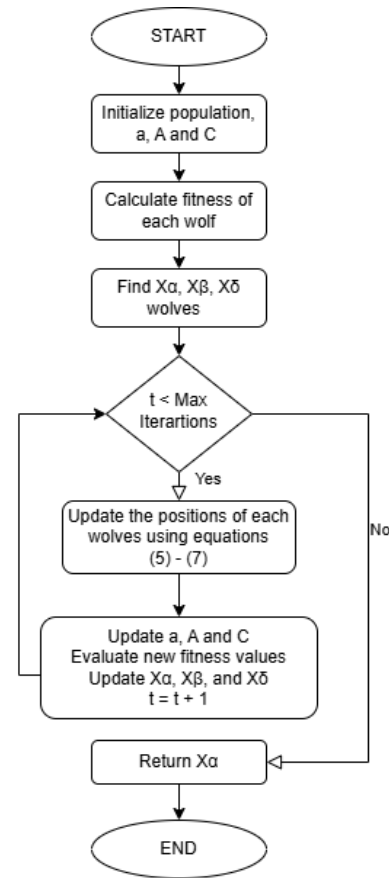 START
Initialize population,
a, A and C
Calculate fitness of
each wolf
Find Xα, Xβ, Xδ
wolves
t < Max
Iterartions
Yes
No
Update the positions of each
wolves using equations
(5) - (7)
Update a, A and C
Evaluate new fitness values
Update Xα, Xβ, and Xδ
t = t + 1
Return Xα
END